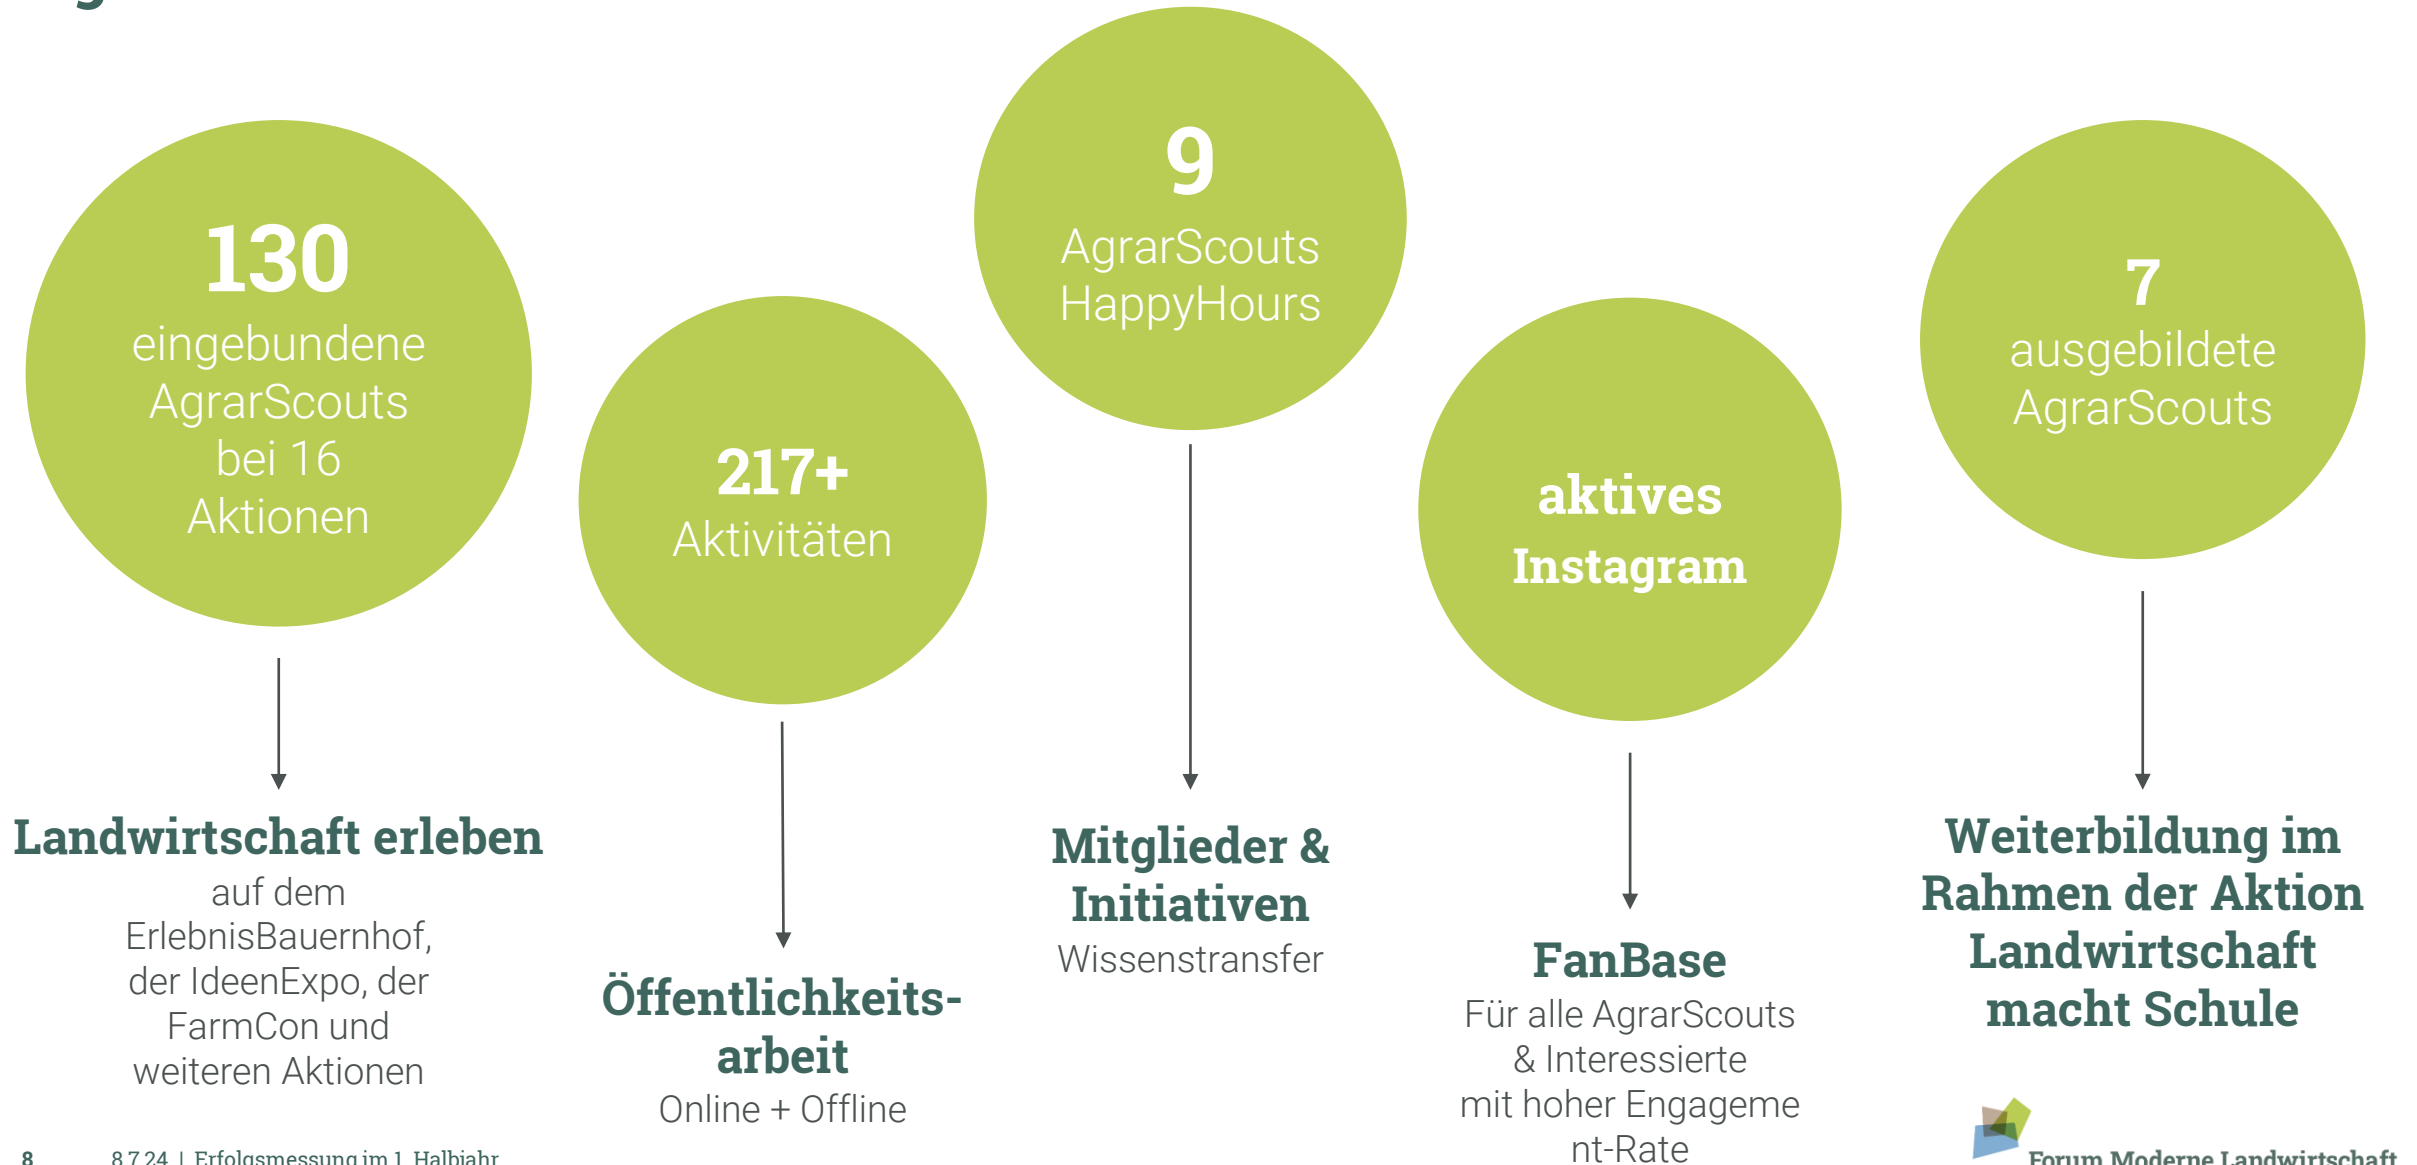 130
eingebundene
AgrarScouts
bei 16
Aktionen
Landwirtschaft erleben
auf dem
ErlebnisBauernhof,
der IdeenExpo, der
FarmCon und
weiteren Aktionen
217+
Aktivitäten
Öffentlichkeits-
arbeit
Online + Offline
9
AgrarScouts
HappyHours
Mitglieder &
Initiativen
Wissenstransfer
aktives
Instagram
FanBase
Für alle AgrarScouts
& Interessierte
mit hoher Engageme
nt-Rate
7
ausgebildete
AgrarScouts
Weiterbildung im
Rahmen der Aktion
Landwirtschaft
macht Schule
8 8.7.24 | Erfolgsmessung im 1. Halbjahr
Forum Moderne Landwirtschaft